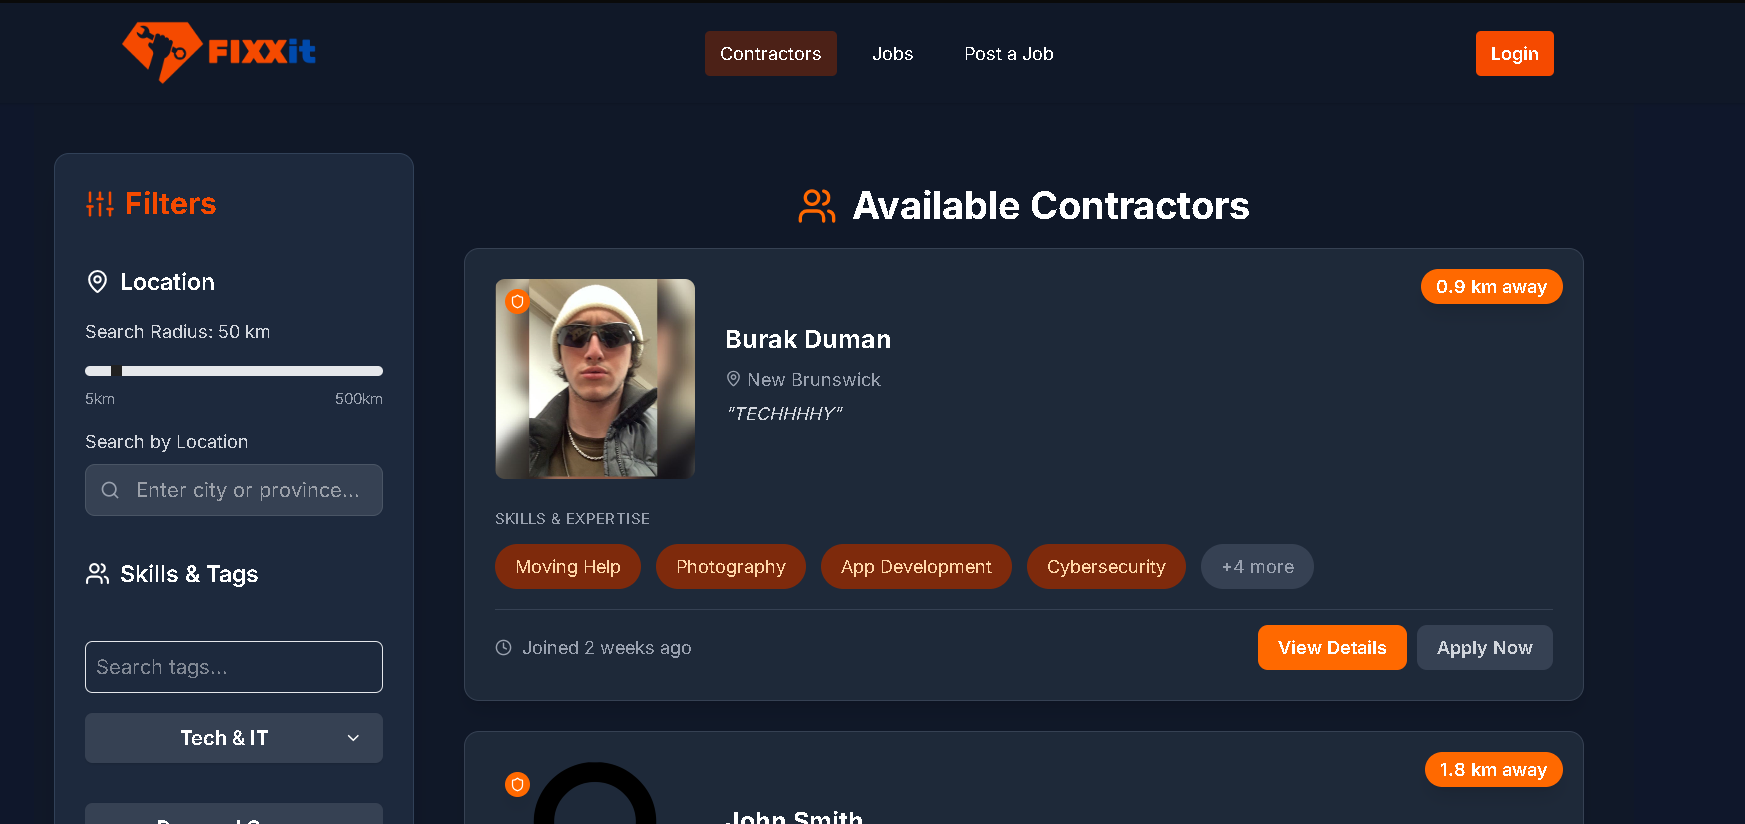 FIXXit
Contractors
Jobs
Post a Job
Login
Filters
Location
Search Radius: 50 km
5km
500km
Search by Location
Enter city or province...
Skills & Tags
Search tags...
Tech & IT
Available Contractors
0.9 km away
Burak Duman
New Brunswick
"TECHHHHY"
SKILLS & EXPERTISE
Moving Help
Photography
App Development
Cybersecurity
+4 more
Joined 2 weeks ago
View Details
Apply Now
1.8 km away
John Smith